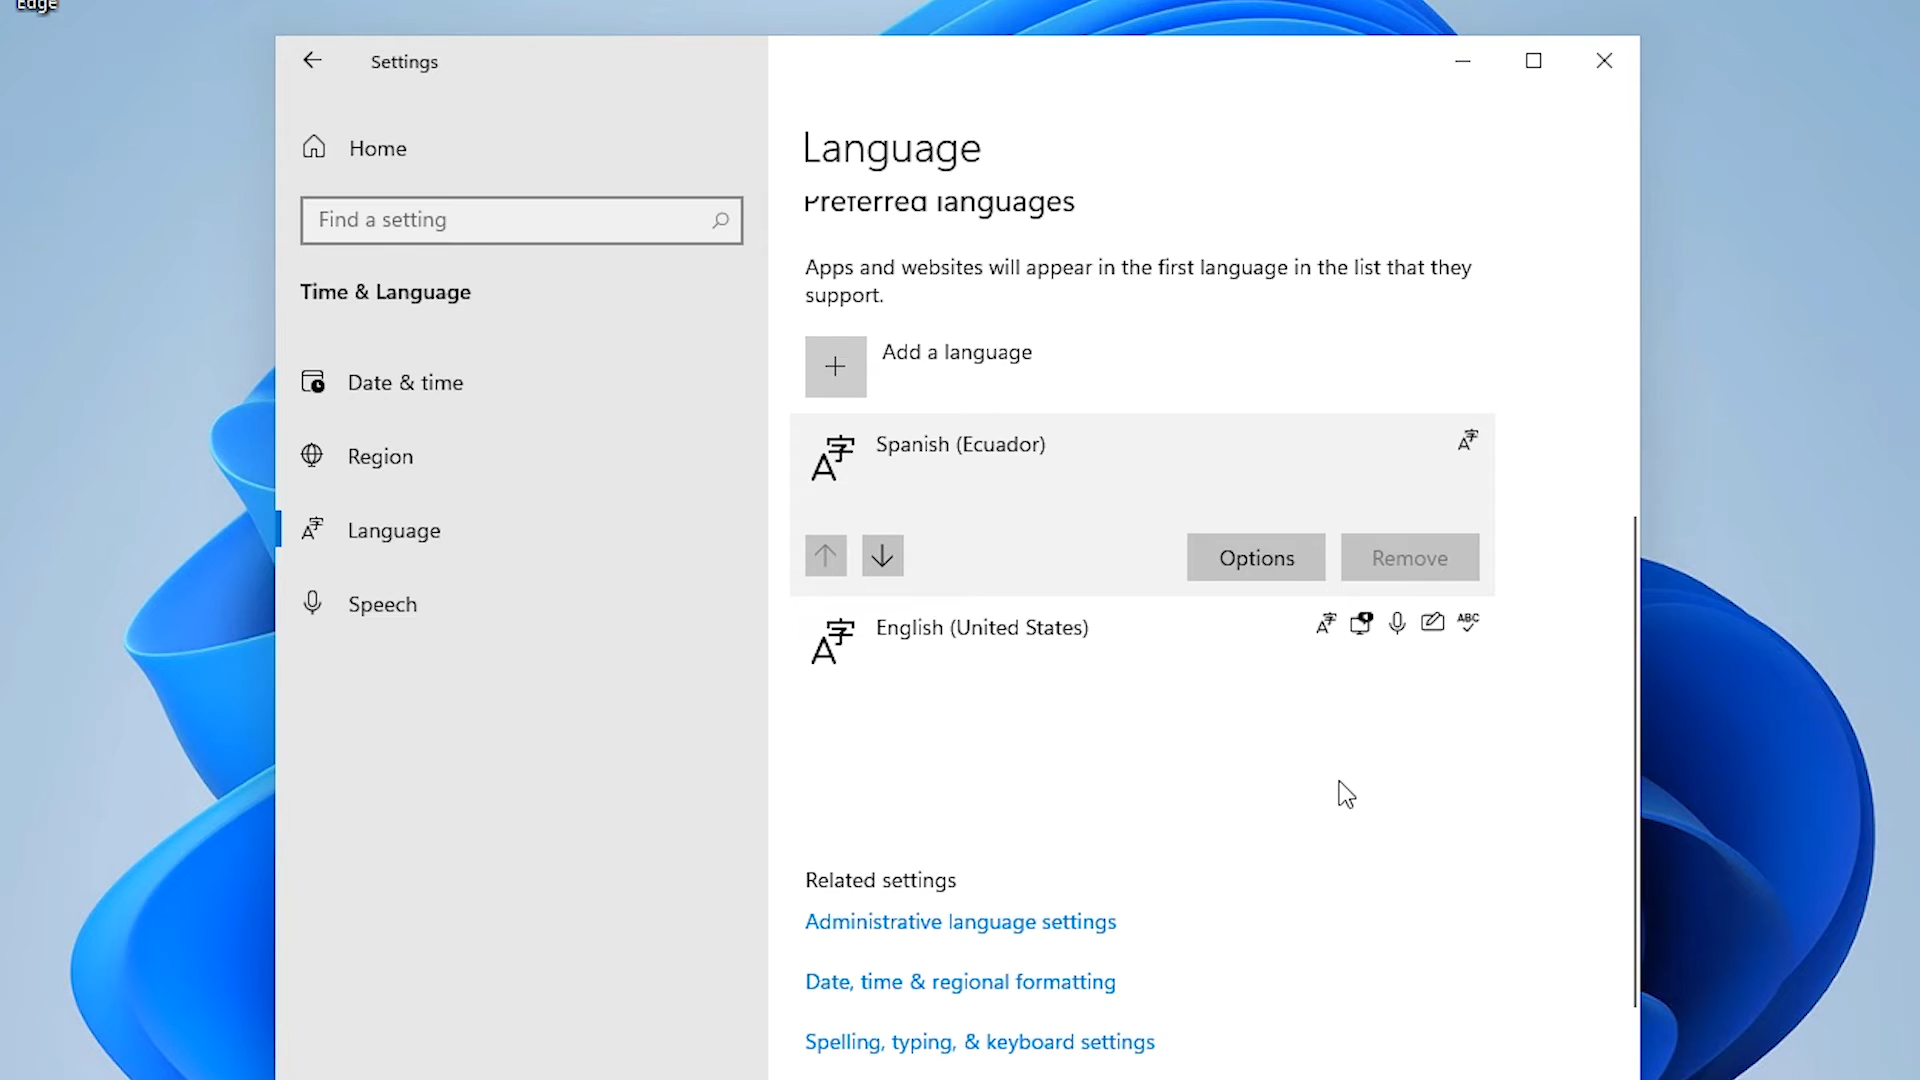 Edge
Settings
Home
Find a setting
Time & Language
Date & time
Region
Language
Speech
Language
Preferred languages
Apps and websites will appear in the first language in the list that they
support.
Add a language
Spanish (Ecuador)
Options
Remove
English (United States)
Related settings
Administrative language settings
Date, time & regional formatting
Spelling, typing, & keyboard settings